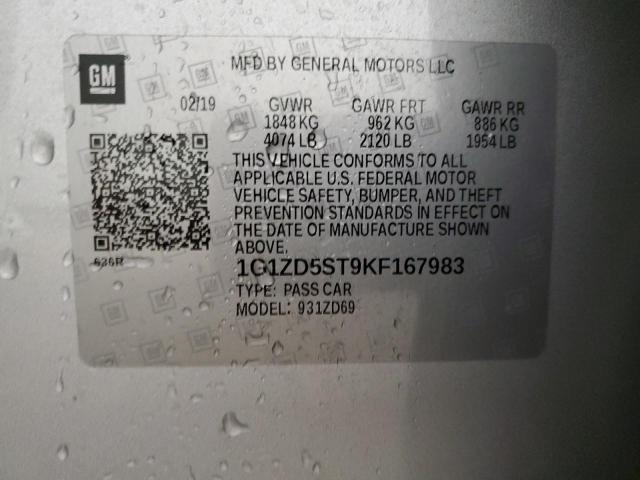 GM
MFD BY GENERAL MOTORS LLC
02/19 GVWR GAWR FRT GAWR RR
1848 KG 962 KG 886 KG
4074 LB 2120 LB 1954 LB
THIS VEHICLE CONFORMS TO ALL
APPLICABLE U.S. FEDERAL MOTOR
VEHICLE SAFETY, BUMPER, AND THEFT
PREVENTION STANDARDS IN EFFECT ON
THE DATE OF MANUFACTURE SHOWN
ABOVE.
636R
1G1ZD5ST9KF167983
TYPE: PASS CAR
MODEL: 931ZD69